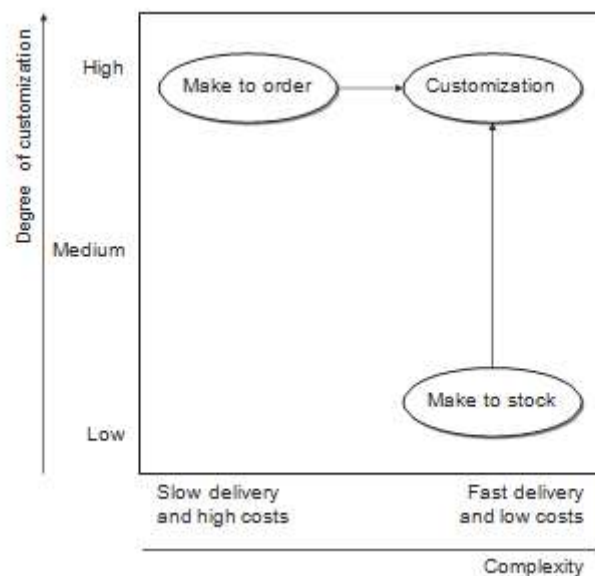 Degree of customization
High
Make to order
Customization
Medium
Make to stock
Low
Slow delivery
and high costs
Fast delivery
and low costs
Complexity